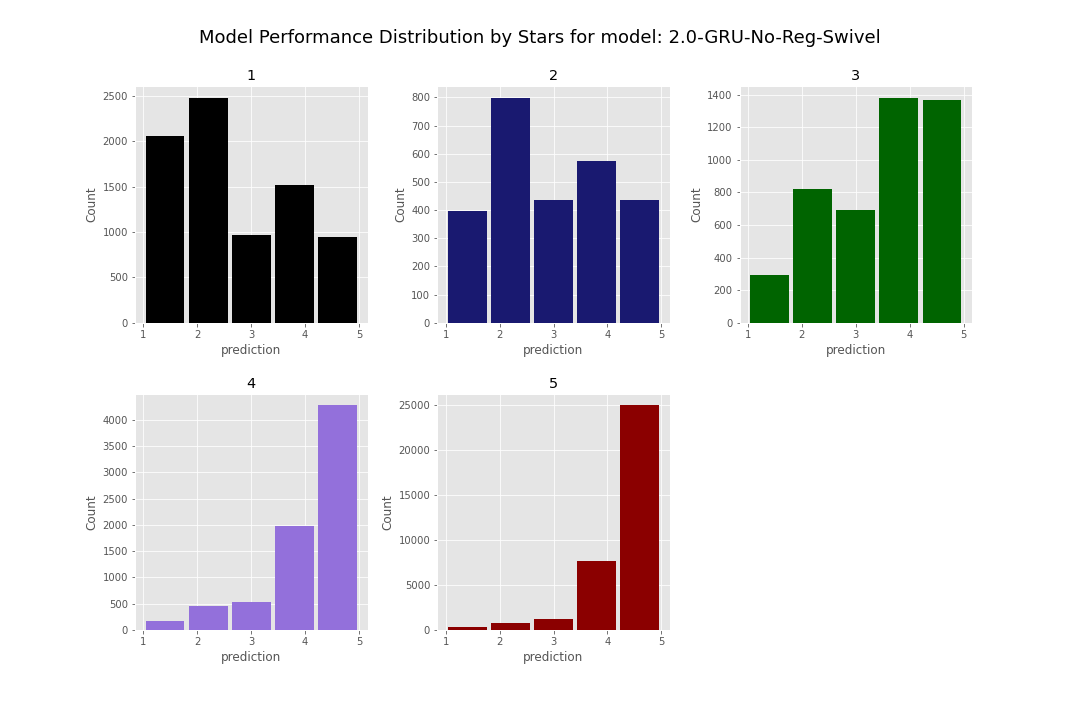 Model Performance Distribution by Stars for model: 2.0-GRU-No-Reg-Swivel
1
2500
2000
1500
1000
500
0
Count
1 2 3 4 5
prediction
2
800
700
600
500
400
300
200
100
0
Count
1 2 3 4 5
prediction
3
1400
1200
1000
800
600
400
200
0
Count
1 2 3 4 5
prediction
4
4000
3500
3000
2500
2000
1500
1000
500
0
Count
1 2 3 4 5
prediction
5
25000
20000
15000
10000
5000
0
Count
1 2 3 4 5
prediction